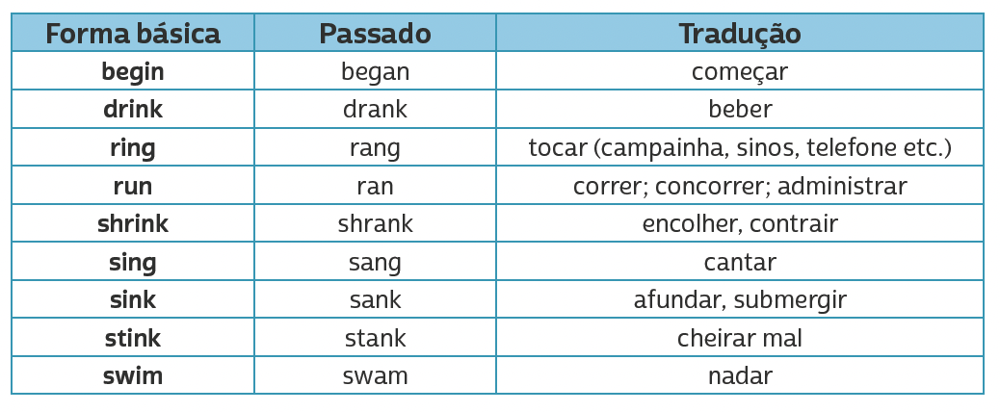 Forma básica Passado Tradução
begin began começar
drink drank beber
ring rang tocar (campainha, sinos, telefone etc.)
run ran correr; concorrer; administrar
shrink shrank encolher, contrair
sing sang cantar
sink sank afundar, submergir
stink stank cheirar mal
swim swam nadar